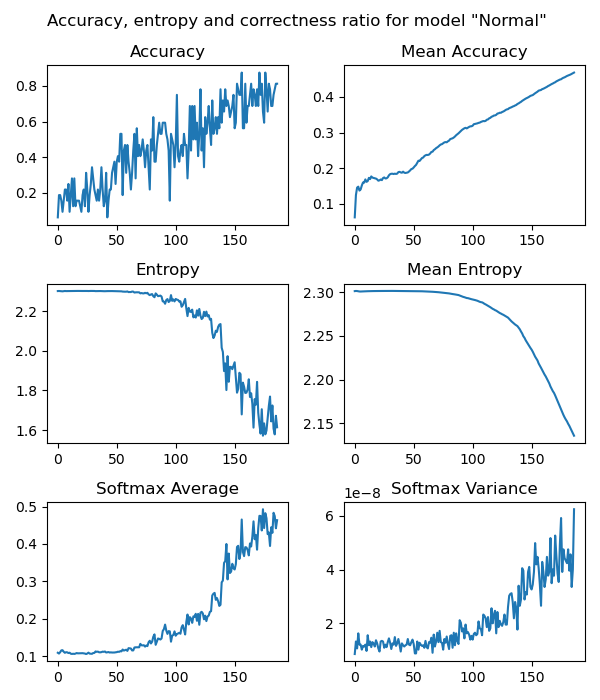 Accuracy, entropy and correctness ratio for model "Normal"
Accuracy
Mean Accuracy
0.8
0.6
0.4
0.2
0 50 100 150
0.4
0.3
0.2
0.1
0 50 100 150
Entropy
Mean Entropy
2.2
2.0
1.8
1.6
0 50 100 150
2.30
2.25
2.20
2.15
0 50 100 150
Softmax Average
1e−8 Softmax Variance
0.5
0.4
0.3
0.2
0.1
0 50 100 150
6
4
2
0 50 100 150